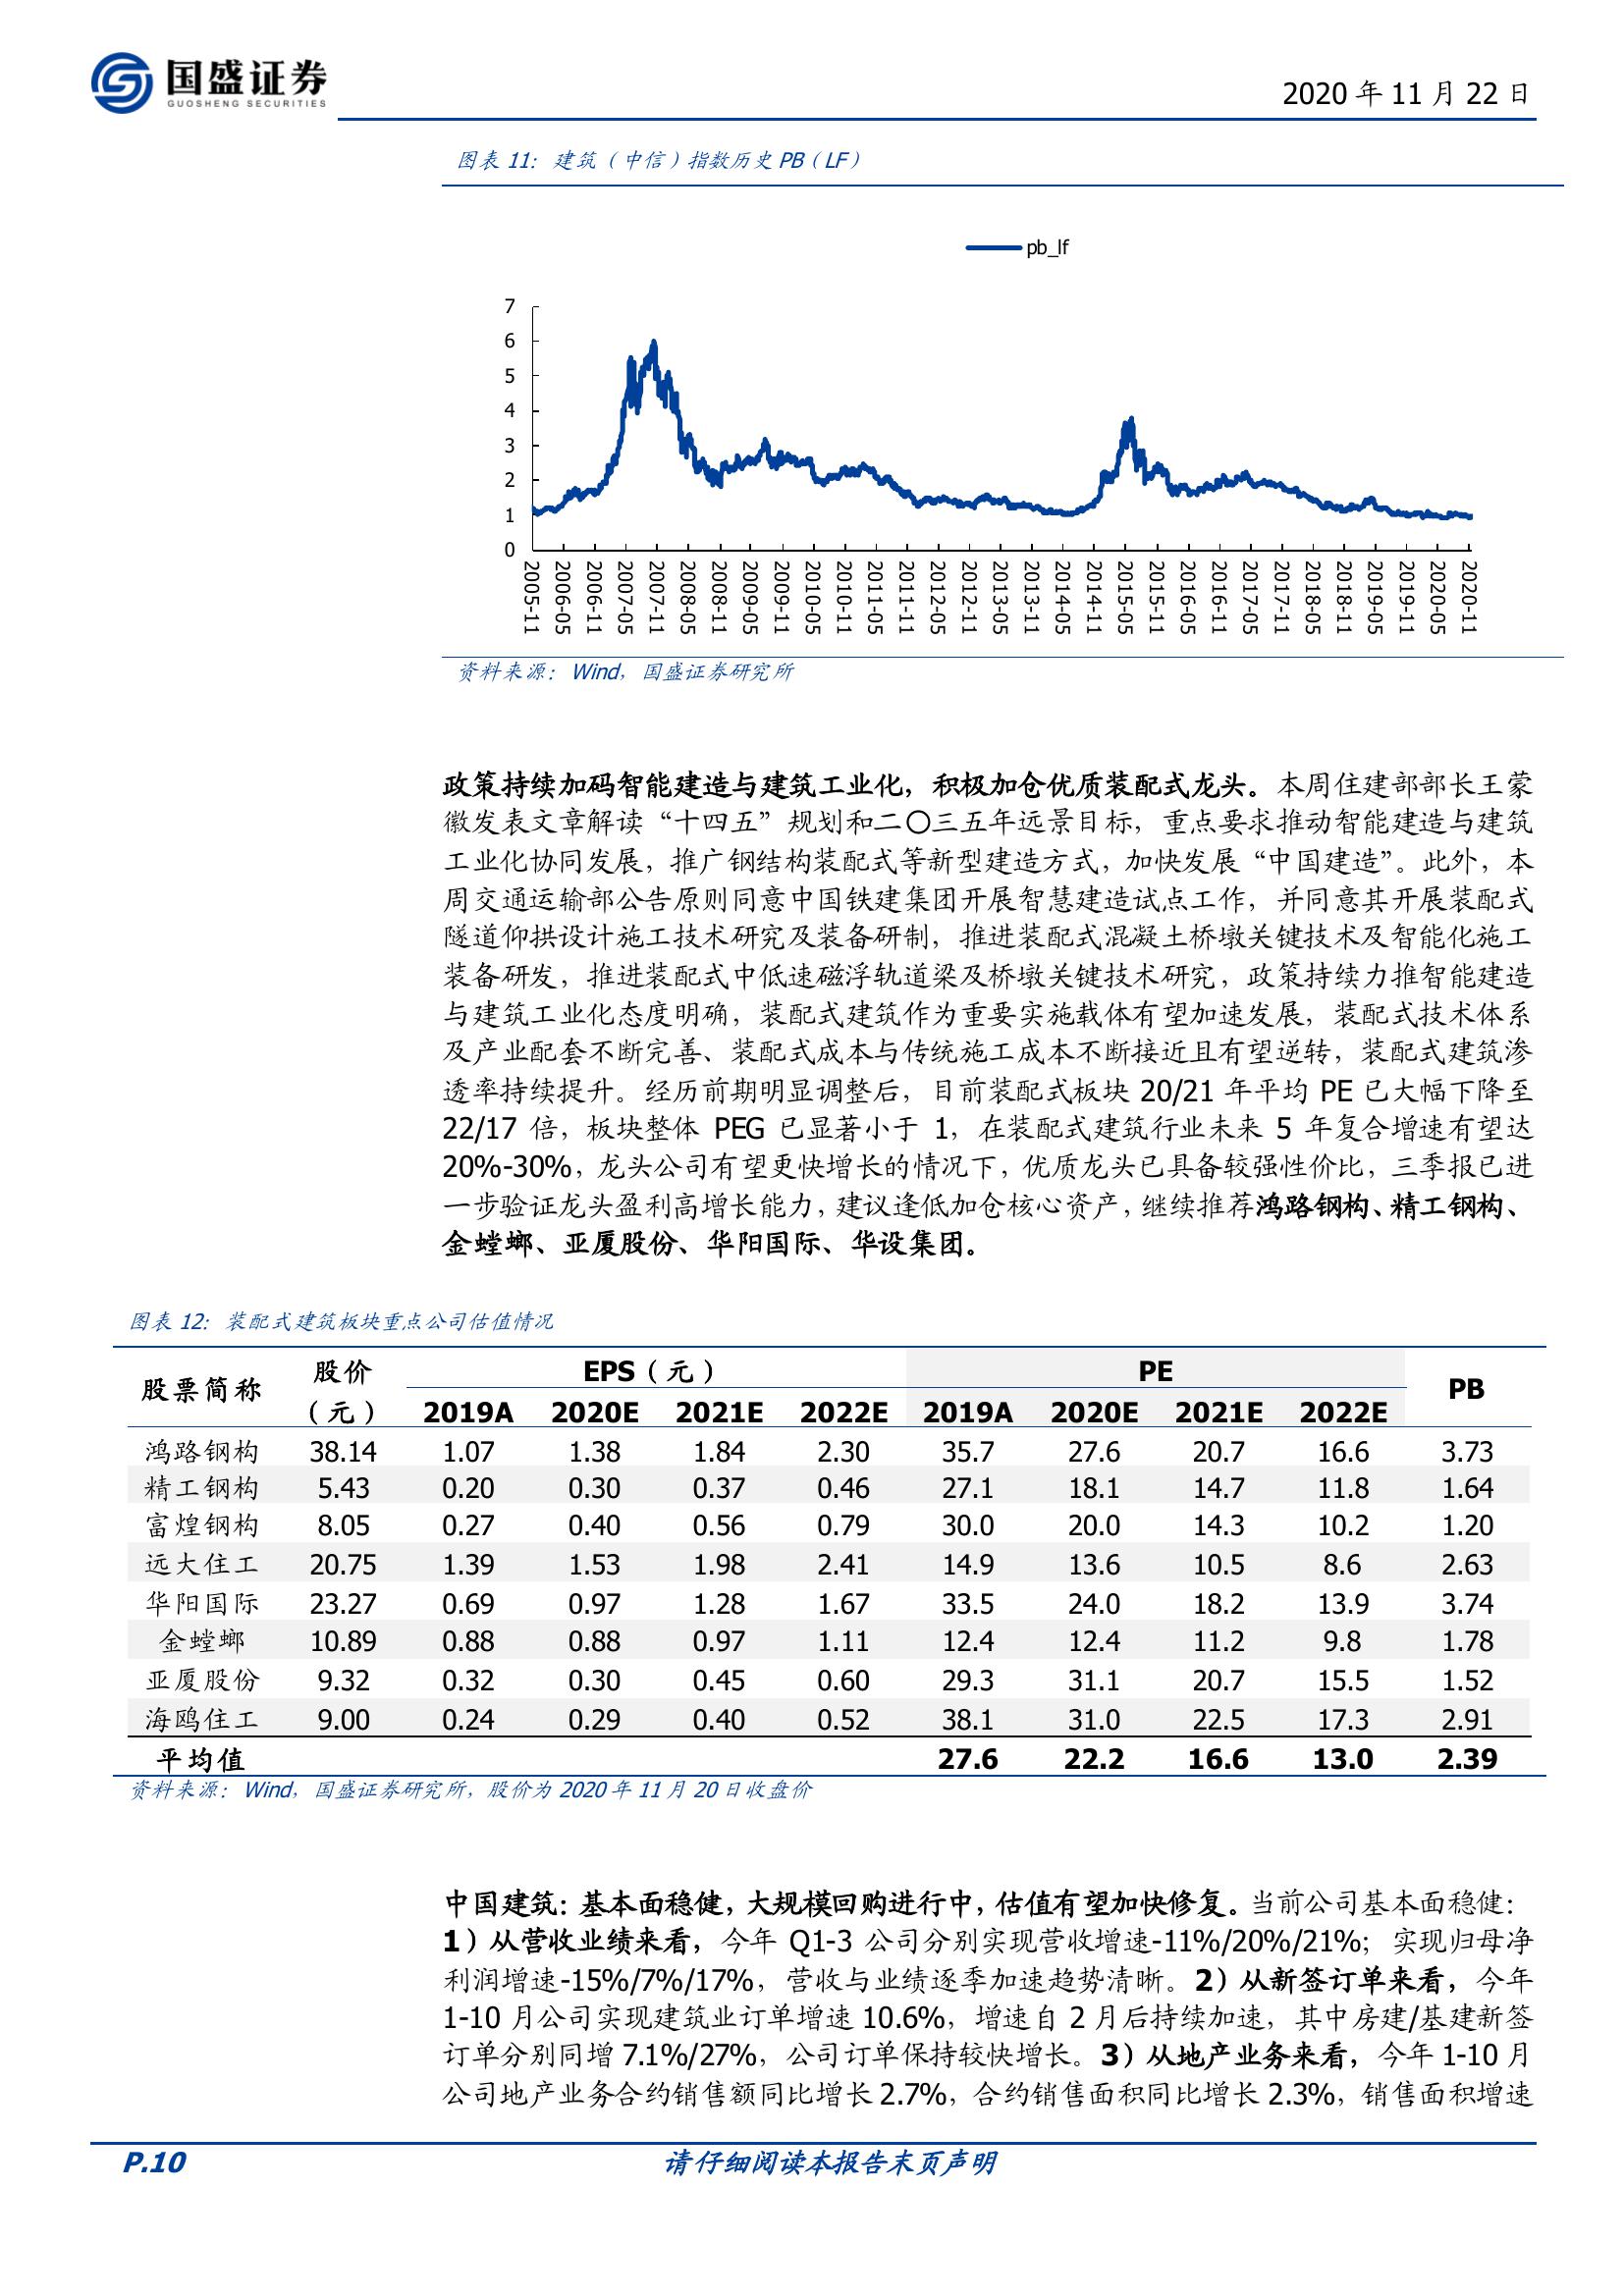 国盛证券
GUOSHENG SECURITIES
2020 年 11 月 22 日
图表 11：建筑（中信）指数历史 PB（LF）
pb_lf
7
6
5
4
3
2
1
0
2005-11
2006-05
2006-11
2007-05
2007-11
2008-05
2008-11
2009-05
2009-11
2010-05
2010-11
2011-05
2011-11
2012-05
2012-11
2013-05
2013-11
2014-05
2014-11
2015-05
2015-11
2016-05
2016-11
2017-05
2017-11
2018-05
2018-11
2019-05
2019-11
2020-05
2020-11
资料来源：Wind，国盛证券研究所
政策持续加码智能建造与建筑工业化，积极加仓优质装配式龙头。本周住建部部长王蒙
徽发表文章解读“十四五”规划和二〇三五年远景目标，重点要求推动智能建造与建筑
工业化协同发展，推广钢结构装配式等新型建造方式，加快发展“中国建造”。此外，本
周交通运输部公告原则同意中国铁建集团开展智慧建造试点工作，并同意其开展装配式
隧道仰拱设计施工技术研究及装备研制，推进装配式混凝土桥墩关键技术及智能化施工
装备研发，推进装配式中低速磁浮轨道梁及桥墩关键技术研究，政策持续力推智能建造
与建筑工业化态度明确，装配式建筑作为重要实施载体有望加速发展，装配式技术体系
及产业配套不断完善、装配式成本与传统施工成本不断接近且有望逆转，装配式建筑渗
透率持续提升。经历前期明显调整后，目前装配式板块 20/21 年平均 PE 已大幅下降至
22/17 倍，板块整体 PEG 已显著小于 1，在装配式建筑行业未来 5 年复合增速有望达
20%-30%，龙头公司有望更快增长的情况下，优质龙头已具备较强性价比，三季报已进
一步验证龙头盈利高增长能力，建议逢低加仓核心资产，继续推荐鸿路钢构、精工钢构、
金螳螂、亚厦股份、华阳国际、华设集团。
图表 12：装配式建筑板块重点公司估值情况
股票简称 股价（元） EPS（元） PE PB
2019A 2020E 2021E 2022E 2019A 2020E 2021E 2022E
鸿路钢构 38.14 1.07 1.38 1.84 2.30 35.7 27.6 20.7 16.6 3.73
精工钢构 5.43 0.20 0.30 0.37 0.46 27.1 18.1 14.7 11.8 1.64
富煌钢构 8.05 0.27 0.40 0.56 0.79 30.0 20.0 14.3 10.2 1.20
远大住工 20.75 1.39 1.53 1.98 2.41 14.9 13.6 10.5 8.6 2.63
华阳国际 23.27 0.69 0.97 1.28 1.67 33.5 24.0 18.2 13.9 3.74
金螳螂 10.89 0.88 0.88 0.97 1.11 12.4 12.4 11.2 9.8 1.78
亚厦股份 9.32 0.32 0.30 0.45 0.60 29.3 31.1 20.7 15.5 1.52
海鸥住工 9.00 0.24 0.29 0.40 0.52 38.1 31.0 22.5 17.3 2.91
平均值 27.6 22.2 16.6 13.0 2.39
资料来源：Wind，国盛证券研究所，股价为 2020 年 11 月 20 日收盘价
中国建筑：基本面稳健，大规模回购进行中，估值有望加快修复。当前公司基本面稳健：
1）从营收业绩来看，今年 Q1-3 公司分别实现营收增速-11%/20%/21%；实现归母净
利润增速-15%/7%/17%，营收与业绩逐季加速趋势清晰。2）从新签订单来看，今年
1-10 月公司实现建筑业订单增速 10.6%，增速自 2 月后持续加速，其中房建/基建新签
订单分别同增 7.1%/27%，公司订单保持较快增长。3）从地产业务来看，今年 1-10 月
公司地产业务合约销售额同比增长 2.7%，合约销售面积同比增长 2.3%，销售面积增速
P.10
请仔细阅读本报告末页声明